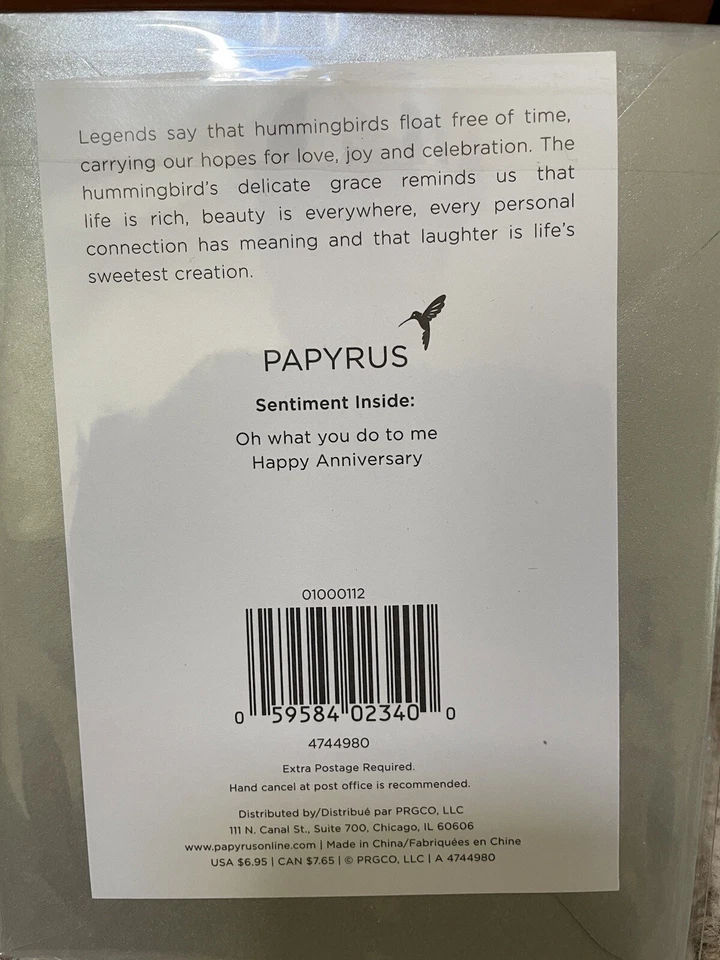 Legends say that hummingbirds float free of time,
carrying our hopes for love, joy and celebration. The
hummingbird's delicate grace reminds us that
life is rich, beauty is everywhere, every personal
connection has meaning and that laughter is life's
sweetest creation.
PAPYRUS
Sentiment Inside:
Oh what you do to me
Happy Anniversary
01000112
0 59584 02340 0
4744980
Extra Postage Required.
Hand cancel at post office is recommended.
Distributed by/Distribué par PRGCO, LLC
111 N. Canal St., Suite 700, Chicago, IL 60606
www.papyrusonline.com | Made in China/Fabriquées en Chine
USA $6.95 | CAN $7.65 | © PRGCO, LLC | A 4744980